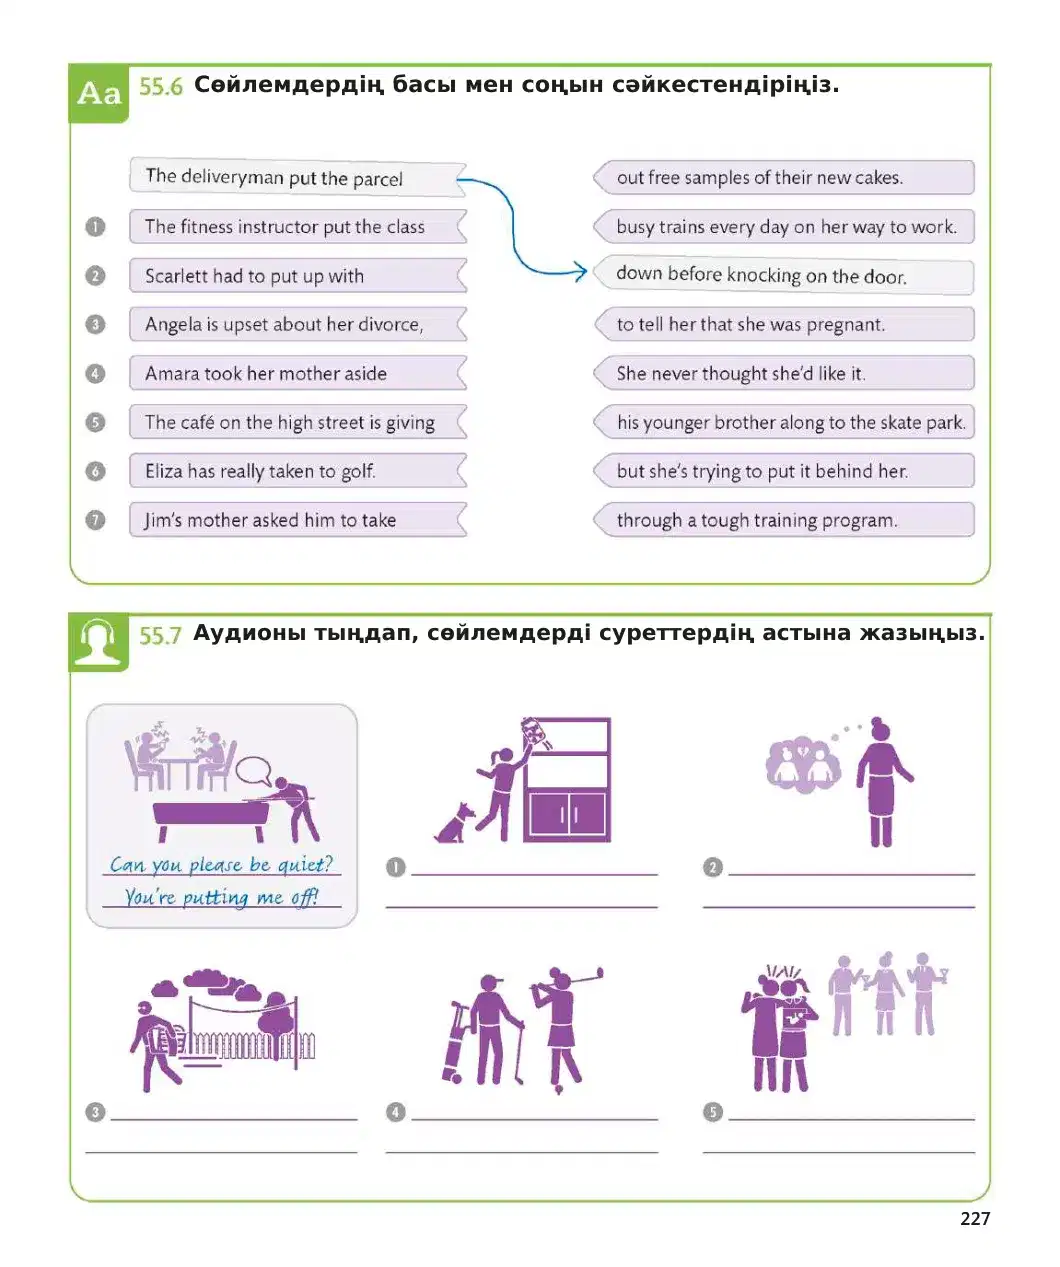 Aa 55.6 Сөйлемдердің басы мен соңын сәйкестендіріңіз.
The deliveryman put the parcel
out free samples of their new cakes.
1 The fitness instructor put the class
busy trains every day on her way to work.
2 Scarlett had to put up with
down before knocking on the door.
3 Angela is upset about her divorce,
to tell her that she was pregnant.
4 Amara took her mother aside
She never thought she'd like it.
5 The café on the high street is giving
his younger brother along to the skate park.
6 Eliza has really taken to golf.
but she's trying to put it behind her.
7 Jim's mother asked him to take
through a tough training program.
55.7 Аудионы тыңдап, сөйлемдерді суреттердің астына жазыңыз.
Can you please be quiet?
You're putting me off!
1
2
3
4
5
227